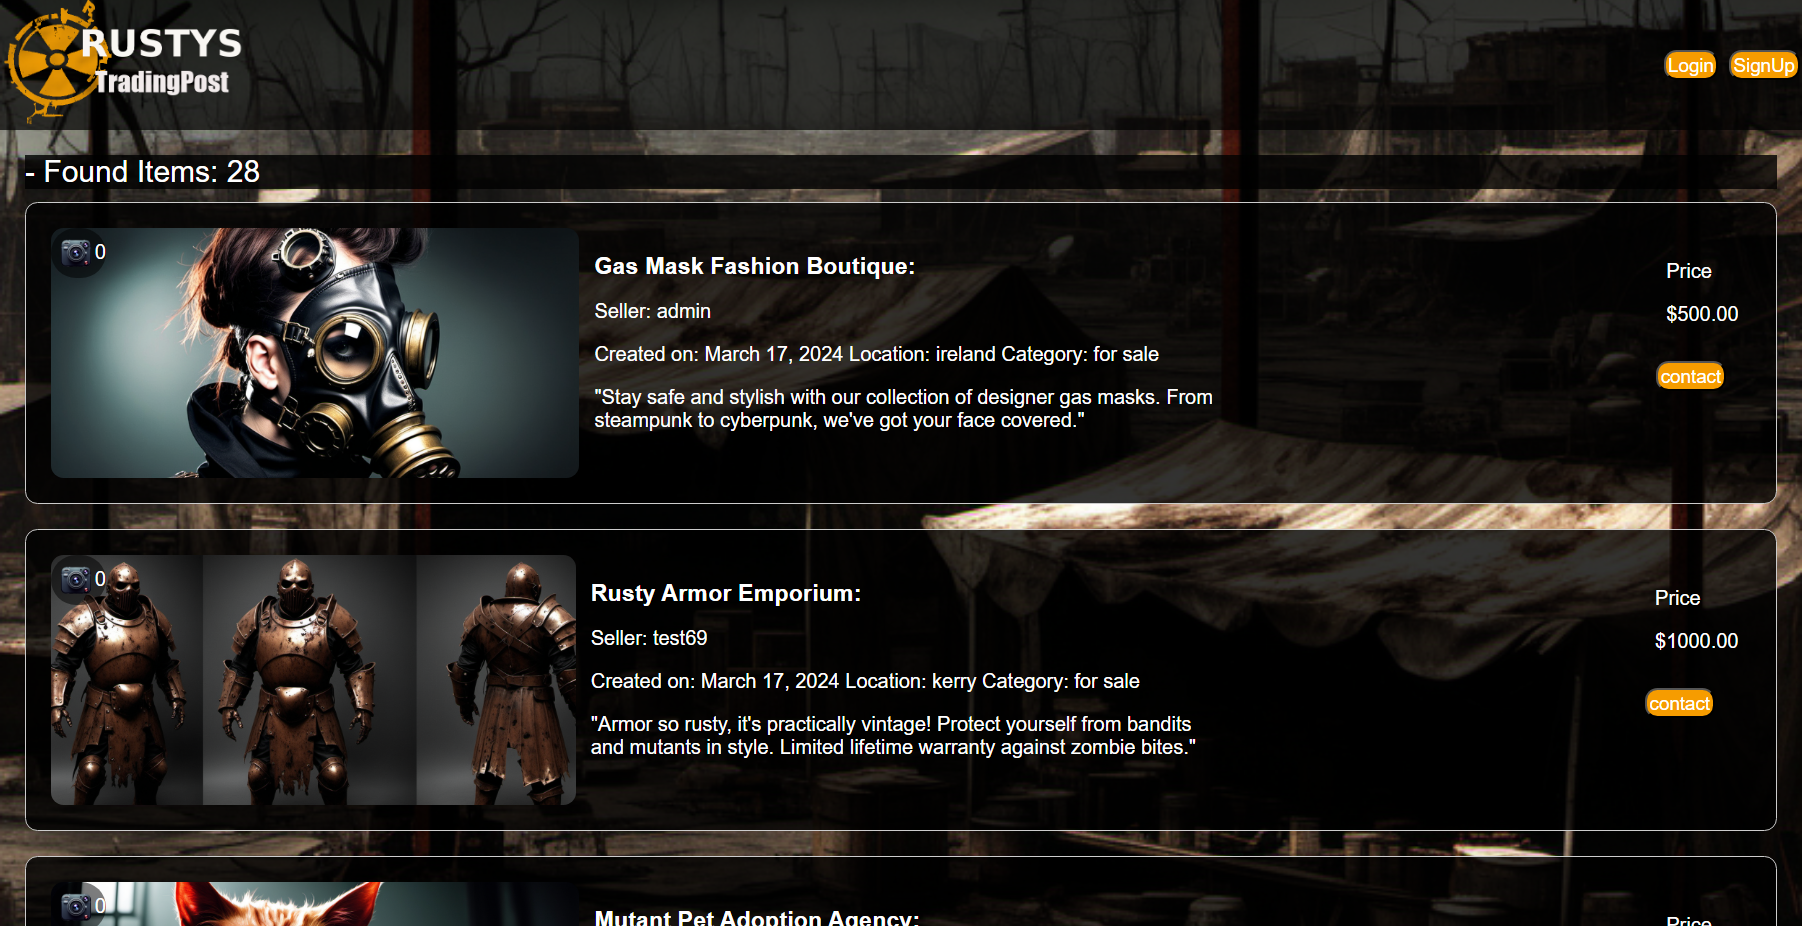 RUSTYS
TradingPost
Login SignUp
- Found Items: 28
0
Gas Mask Fashion Boutique:
Seller: admin
Created on: March 17, 2024 Location: ireland Category: for sale
"Stay safe and stylish with our collection of designer gas masks. From
steampunk to cyberpunk, we've got your face covered."
Price
$500.00
contact
0
Rusty Armor Emporium:
Seller: test69
Created on: March 17, 2024 Location: kerry Category: for sale
"Armor so rusty, it's practically vintage! Protect yourself from bandits
and mutants in style. Limited lifetime warranty against zombie bites."
Price
$1000.00
contact
0
Mutant Pet Adoption Agency:
Price